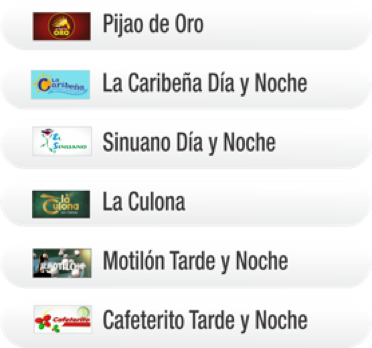 ORO
Pijao de Oro
La
Caribeña
La Caribeña Día y Noche
El
SINUANO
Sinuano Día y Noche
la
Culona
La Culona
MOTILON
Motilón Tarde y Noche
Cafeterito
Cafeterito Tarde y Noche